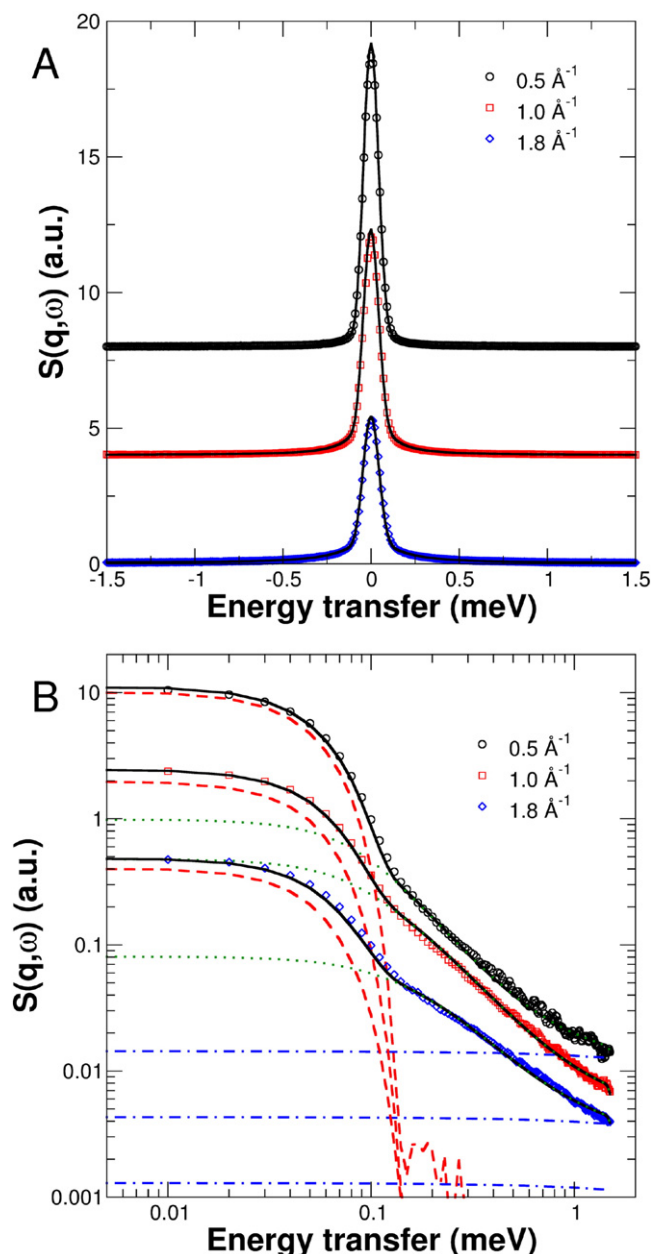 A
20
15
10
5
0
S(q,ω) (a.u.)
0.5 Å⁻¹
1.0 Å⁻¹
1.8 Å⁻¹
-1.5 -1 -0.5 0 0.5 1 1.5
Energy transfer (meV)
B
10
1
0.1
0.01
0.001
S(q,ω) (a.u.)
0.5 Å⁻¹
1.0 Å⁻¹
1.8 Å⁻¹
0.01 0.1 1
Energy transfer (meV)